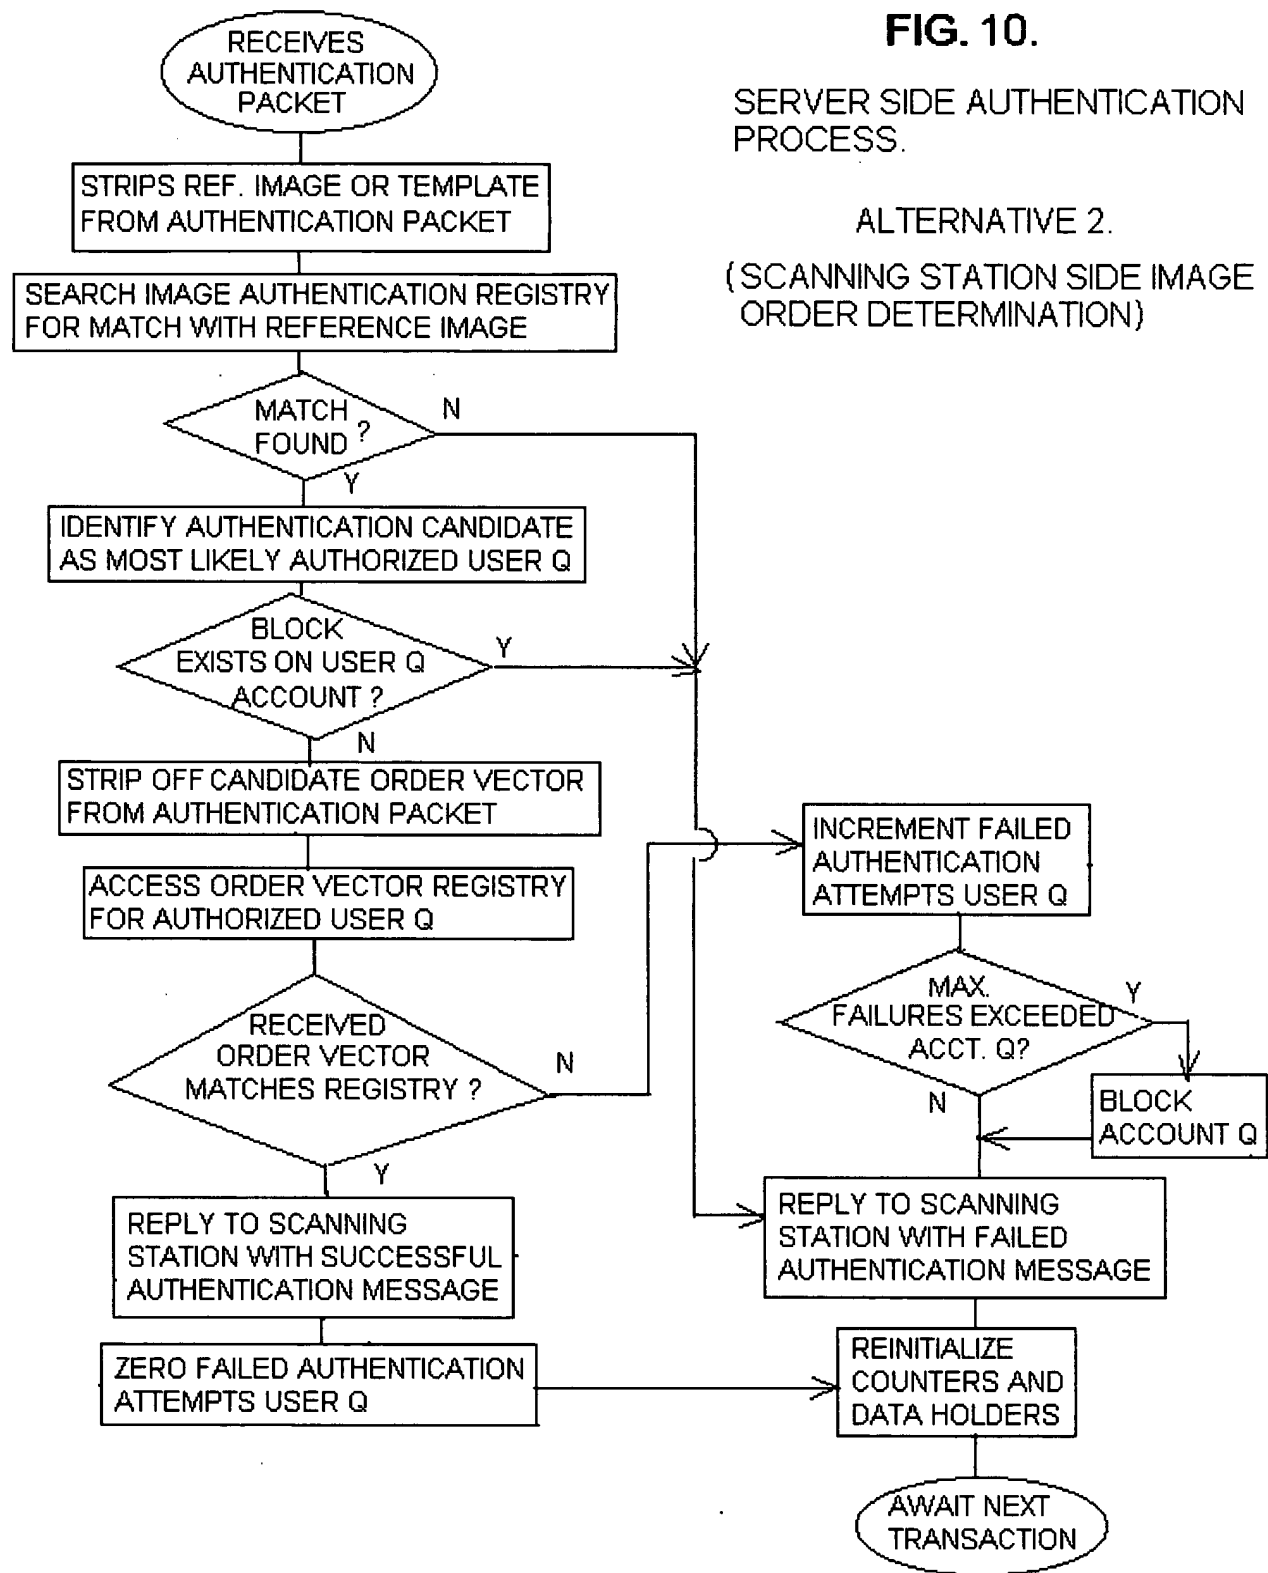 FIG. 10.
SERVER SIDE AUTHENTICATION
PROCESS.
ALTERNATIVE 2.
(SCANNING STATION SIDE IMAGE
ORDER DETERMINATION)
RECEIVES
AUTHENTICATION
PACKET
STRIPS REF. IMAGE OR TEMPLATE
FROM AUTHENTICATION PACKET
SEARCH IMAGE AUTHENTICATION REGISTRY
FOR MATCH WITH REFERENCE IMAGE
MATCH
FOUND ?
N
Y
IDENTIFY AUTHENTICATION CANDIDATE
AS MOST LIKELY AUTHORIZED USER Q
BLOCK
EXISTS ON USER Q
ACCOUNT ?
Y
N
STRIP OFF CANDIDATE ORDER VECTOR
FROM AUTHENTICATION PACKET
ACCESS ORDER VECTOR REGISTRY
FOR AUTHORIZED USER Q
RECEIVED
ORDER VECTOR
MATCHES REGISTRY ?
N
Y
REPLY TO SCANNING
STATION WITH SUCCESSFUL
AUTHENTICATION MESSAGE
ZERO FAILED AUTHENTICATION
ATTEMPTS USER Q
INCREMENT FAILED
AUTHENTICATION
ATTEMPTS USER Q
MAX.
FAILURES EXCEEDED
ACCT. Q?
Y
N
BLOCK
ACCOUNT Q
REPLY TO SCANNING
STATION WITH FAILED
AUTHENTICATION MESSAGE
REINITIALIZE
COUNTERS AND
DATA HOLDERS
AWAIT NEXT
TRANSACTION